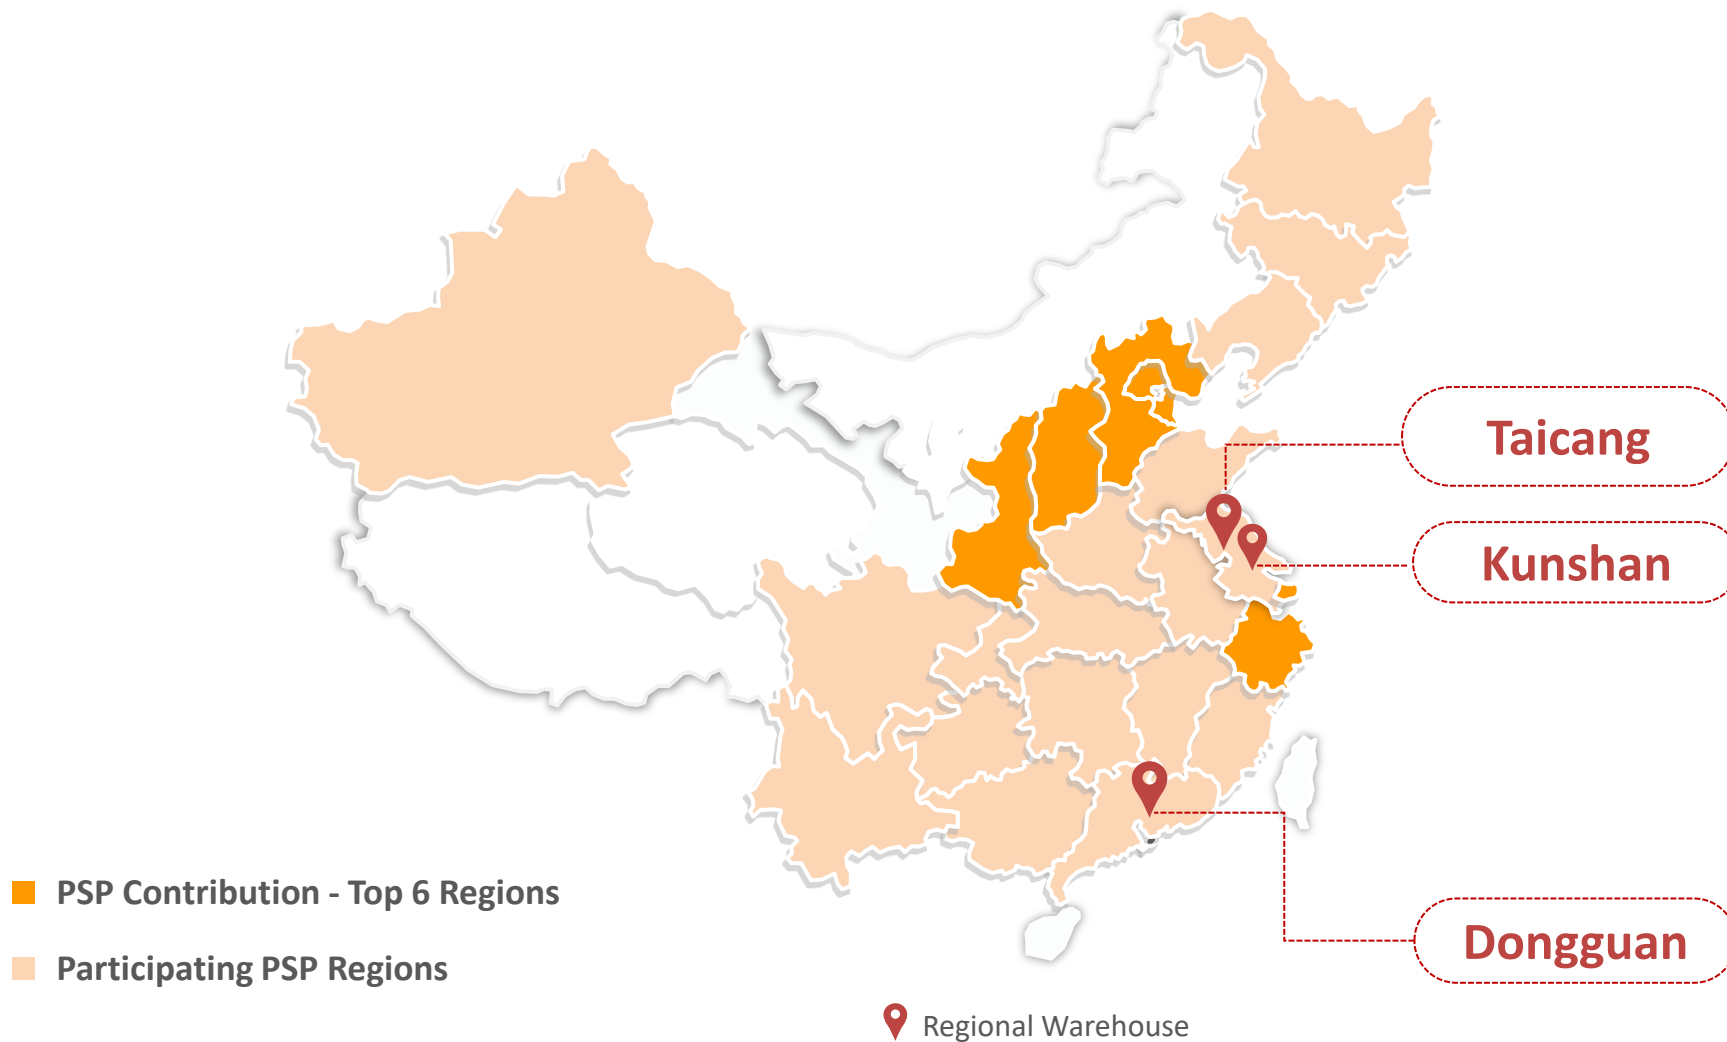 Taicang
Kunshan
PSP Contribution - Top 6 Regions
Dongguan
Participating PSP Regions
Regional Warehouse